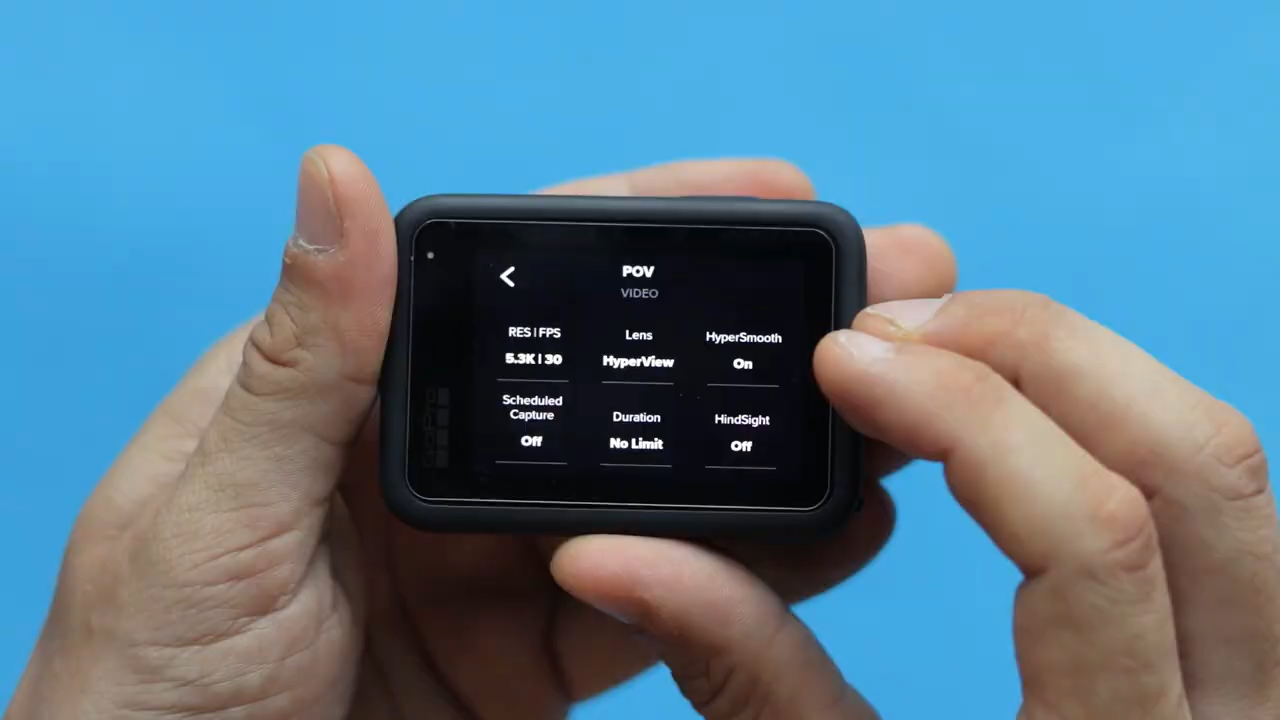 POV
VIDEO
RES | FPS
5.3K | 30
Lens
HyperView
HyperSmooth
On
Scheduled
Capture
Off
Duration
No Limit
HindSight
Off
GoPro